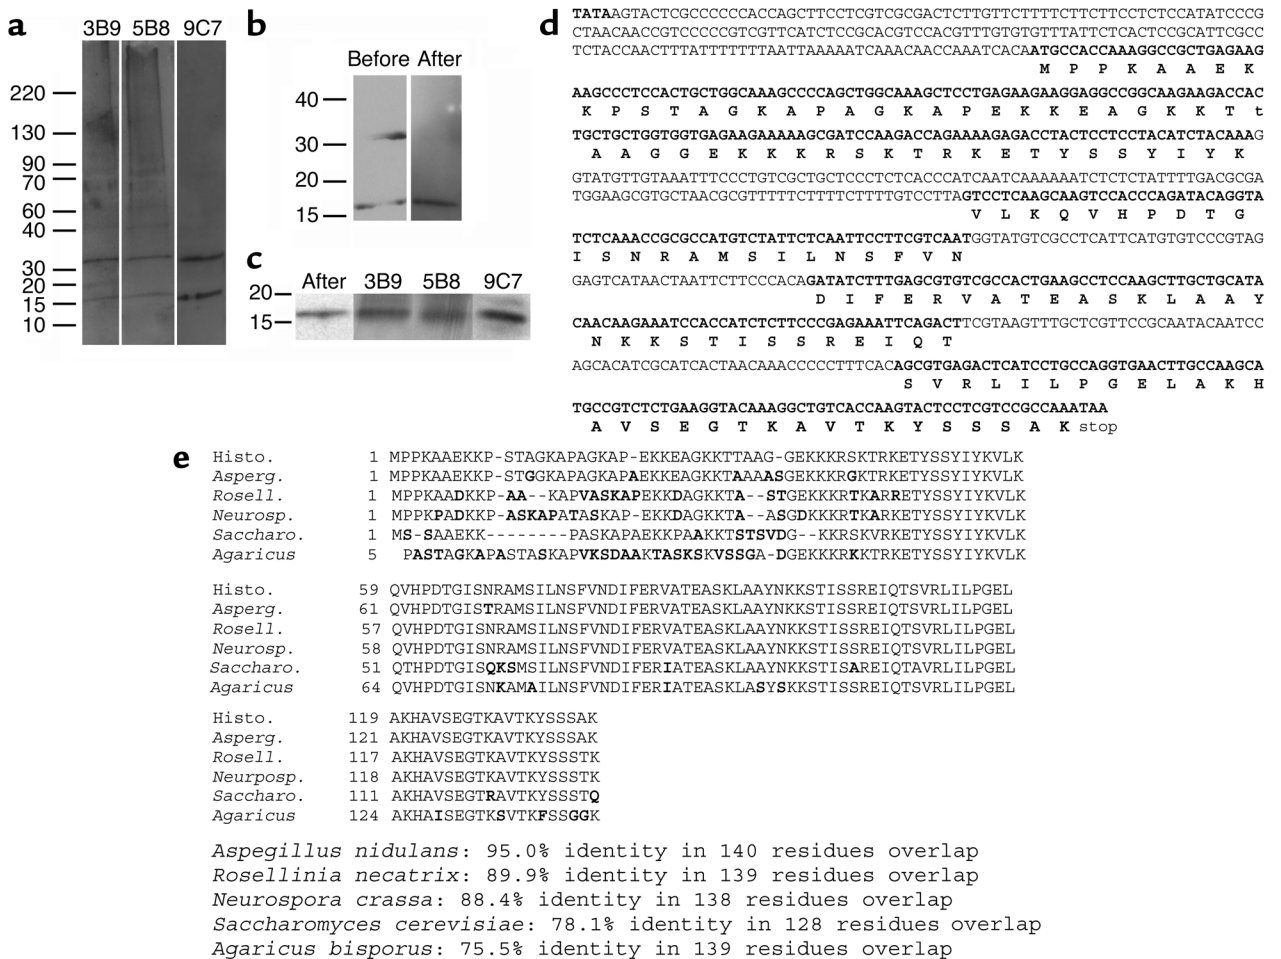 a
3B9 5B8 9C7
220
130
90
70
60
40
30
20
15
10
b
Before After
40
30
20
15
c
After 3B9 5B8 9C7
20
15
d
TATAAGTACTCGCCCCCCACCAGCTTCCTCGTCGCGACTCTTGTTCTTTTCTTCTTCCTCTCCATATCCCG
CTAACAACCGTCCCCCGTCGTTCATCTCCGCACGTCCACGTTTGTGTGTTTATTCTCACTCCGCATTCGCC
TCTACCAACTTTATTTTTTTAATTAAAAATCAAACAACCAAATCACAATGCCACCAAAGGCCGCTGAGAAG
M P P K A A E K
AAGCCCTCCACTGCTGGCAAAGCCCCAGCTGGCAAAGCTCCTGAGAAGAAGGAGGCCGGCAAGAAGACCAC
K P S T A G K A P A G K A P E K K E A G K K T t
TGCTGCTGGTGGTGAGAAGAAAAAGCGATCCAAGACCAGAAAAGAGACCTACTCCTCCTACATCTACAAAG
A A G G E K K K R S K T R K E T Y S S Y I Y K
GTATGTTGTAAATTTCCCTGTCGCTGCTCCCTCTCACCCATCAATCAAAAAATCTCTATTTTGACGCGA
TGGAAGCGTGCTAACGCGTTTTTCTTTTCTTTTTGTCCTTAGTCCTCAAGCAAGTCCACCCAGATACAGGTA
V L K Q V H P D T G
TCTCAAACCGCGCCATGTCTATTCTCAATTCCTTCGTCAATGGTATGTCGCCTCATTCATGTGTCCCGTAG
I S N R A M S I L N S F V N
GAGTCATAACTAATTCTTCCCACAGATATCTTTGAGCGTGTCGCCACTGAAGCCTCCAAGCTTGCTGCATA
D I F E R V A T E A S K L A A Y
CAACAAGAAATCCACCATCTCTTCCCGAGAAATTCAGACTTCGTAAGTTTGCTCGTTCCGCAATACAATCC
N K K S T I S S R E I Q T
AGCACATCGCATCACTAACAAACCCCCTTTCACAGCGTGAGACTCATCCTGCCAGGTGAACTTGCCAAGCA
S V R L I L P G E L A K H
TGCCGTCTCTGAAGGTACAAAGGCTGTCACCAAGTACTCCTCGTCCGCCAAATAA
A V S E G T K A V T K Y S S S A K stop
e
Histo. 1 MPPKAAEKKP-STAGKAPAGKAP-EKKEAGKKTTAAG-GEKKKRSKTRKETYSSYIYKVLK
Asperg. 1 MPPKAAEKKP-STGGKAPAGKAPAEKKEAGKKTAAAASGEKKKRGKTRKETYSSYIYKVLK
Rosell. 1 MPPKAADKKP-AA--KAPVASKAPEKKDAGKKTA--STGEKKKRTKARRETYSSYIYKVLK
Neurosp. 1 MPPKPADKKP-ASKAPATASKAP-EKKDAGKKTA--ASGDKKKRTKARKETYSSYIYKVLK
Saccharo. 1 MS-SAAEKK--------PASKAPAEKKPAAKKTSTSVDG--KKRSKVRKETYSSYIYKVLK
Agaricus 5 PASTAGKAPASTASKAPVKSDAAKTASKSKVSSGA-DGEKKKRKKTRKETYSSYIYKVLK
Histo. 59 QVHPDTGISNRAMSILNSFVNDIFERVATEASKLAAYNKKSTISSREIQTSVRLILPGEL
Asperg. 61 QVHPDTGISTRAMSILNSFVNDIFERVATEASKLAAYNKKSTISSREIQTSVRLILPGEL
Rosell. 57 QVHPDTGISNRAMSILNSFVNDIFERVATEASKLAAYNKKSTISSREIQTSVRLILPGEL
Neurosp. 58 QVHPDTGISNRAMSILNSFVNDIFERVATEASKLAAYNKKSTISSREIQTSVRLILPGEL
Saccharo. 51 QTHPDTGISQKSMSILNSFVNDIFERIATEASKLAAYNKKSTISAREIQTAVRLILPGEL
Agaricus 64 QVHPDTGISNKAMAILNSFVNDIFERIATEASKLASYSKKSTISSREIQTSVRLILPGEL
Histo. 119 AKHAVSEGTKAVTKYSSSAK
Asperg. 121 AKHAVSEGTKAVTKYSSSAK
Rosell. 117 AKHAVSEGTKAVTKYSSSTK
Neurposp. 118 AKHAVSEGTKAVTKYSSSTK
Saccharo. 111 AKHAVSEGTRAVTKYSSSTQ
Agaricus 124 AKHAISEGTKSVTKFSSGGK
Aspegillus nidulans: 95.0% identity in 140 residues overlap
Rosellinia necatrix: 89.9% identity in 139 residues overlap
Neurospora crassa: 88.4% identity in 138 residues overlap
Saccharomyces cerevisiae: 78.1% identity in 128 residues overlap
Agaricus bisporus: 75.5% identity in 139 residues overlap